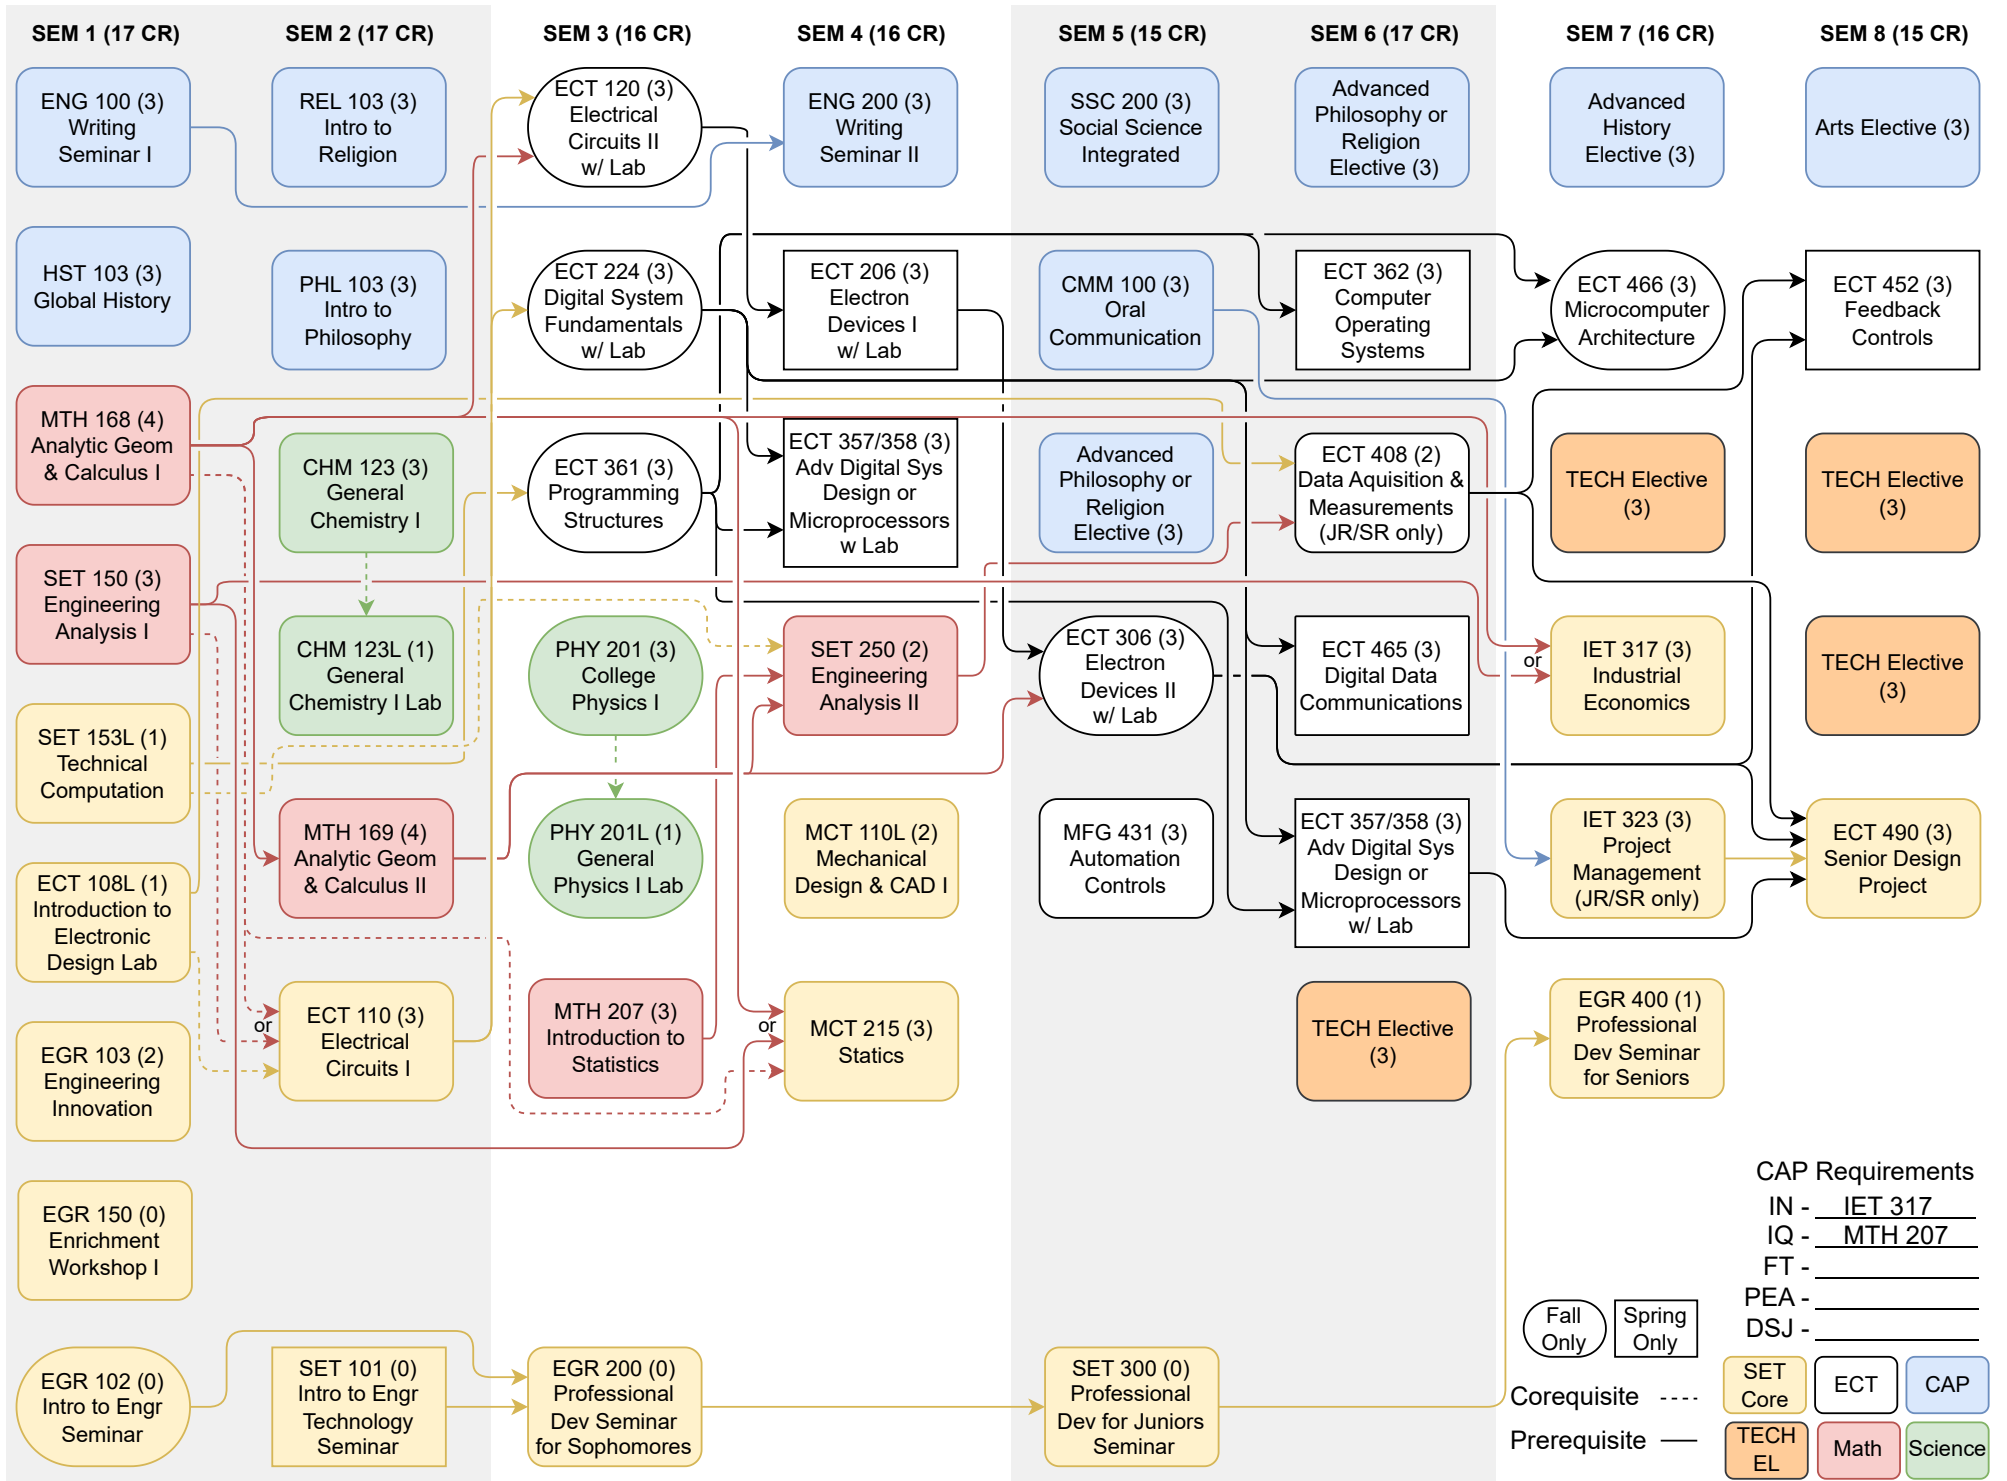 SEM 1 (17 CR)
SEM 2 (17 CR)
SEM 3 (16 CR)
SEM 4 (16 CR)
SEM 5 (15 CR)
SEM 6 (17 CR)
SEM 7 (16 CR)
SEM 8 (15 CR)
ENG 100 (3)
Writing
Seminar I
REL 103 (3)
Intro to
Religion
ECT 120 (3)
Electrical
Circuits II
w/ Lab
ENG 200 (3)
Writing
Seminar II
SSC 200 (3)
Social Science
Integrated
Advanced
Philosophy or
Religion
Elective (3)
Advanced
History
Elective (3)
Arts Elective (3)
HST 103 (3)
Global History
PHL 103 (3)
Intro to
Philosophy
ECT 224 (3)
Digital System
Fundamentals
w/ Lab
ECT 206 (3)
Electron
Devices I
w/ Lab
CMM 100 (3)
Oral
Communication
ECT 362 (3)
Computer
Operating
Systems
ECT 466 (3)
Microcomputer
Architecture
ECT 452 (3)
Feedback
Controls
MTH 168 (4)
Analytic Geom
& Calculus I
CHM 123 (3)
General
Chemistry I
ECT 361 (3)
Programming
Structures
ECT 357/358 (3)
Adv Digital Sys
Design or
Microprocessors
w Lab
Advanced
Philosophy or
Religion
Elective (3)
ECT 408 (2)
Data Aquisition &
Measurements
(JR/SR only)
TECH Elective
(3)
TECH Elective
(3)
SET 150 (3)
Engineering
Analysis I
CHM 123L (1)
General
Chemistry I Lab
PHY 201 (3)
College
Physics I
SET 250 (2)
Engineering
Analysis II
ECT 306 (3)
Electron
Devices II
w/ Lab
ECT 465 (3)
Digital Data
Communications
or
IET 317 (3)
Industrial
Economics
TECH Elective
(3)
SET 153L (1)
Technical
Computation
MTH 169 (4)
Analytic Geom
& Calculus II
PHY 201L (1)
General
Physics I Lab
MCT 110L (2)
Mechanical
Design & CAD I
MFG 431 (3)
Automation
Controls
ECT 357/358 (3)
Adv Digital Sys
Design or
Microprocessors
w/ Lab
IET 323 (3)
Project
Management
(JR/SR only)
ECT 490 (3)
Senior Design
Project
ECT 108L (1)
Introduction to
Electronic
Design Lab
or
ECT 110 (3)
Electrical
Circuits I
MTH 207 (3)
Introduction to
Statistics
or
MCT 215 (3)
Statics
TECH Elective
(3)
EGR 400 (1)
Professional
Dev Seminar
for Seniors
EGR 103 (2)
Engineering
Innovation
EGR 150 (0)
Enrichment
Workshop I
EGR 102 (0)
Intro to Engr
Seminar
SET 101 (0)
Intro to Engr
Technology
Seminar
EGR 200 (0)
Professional
Dev Seminar
for Sophomores
SET 300 (0)
Professional
Dev for Juniors
Seminar
CAP Requirements
IN - IET 317
IQ - MTH 207
FT -
PEA -
DSJ -
Fall
Only
Spring
Only
Corequisite
Prerequisite
SET
Core
ECT
CAP
TECH
EL
Math
Science